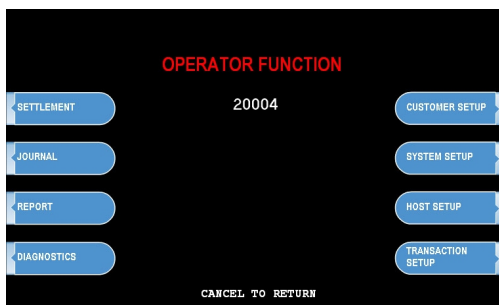 OPERATOR FUNCTION
20004
SETTLEMENT
CUSTOMER SETUP
JOURNAL
SYSTEM SETUP
REPORT
HOST SETUP
DIAGNOSTICS
TRANSACTION
SETUP
CANCEL TO RETURN